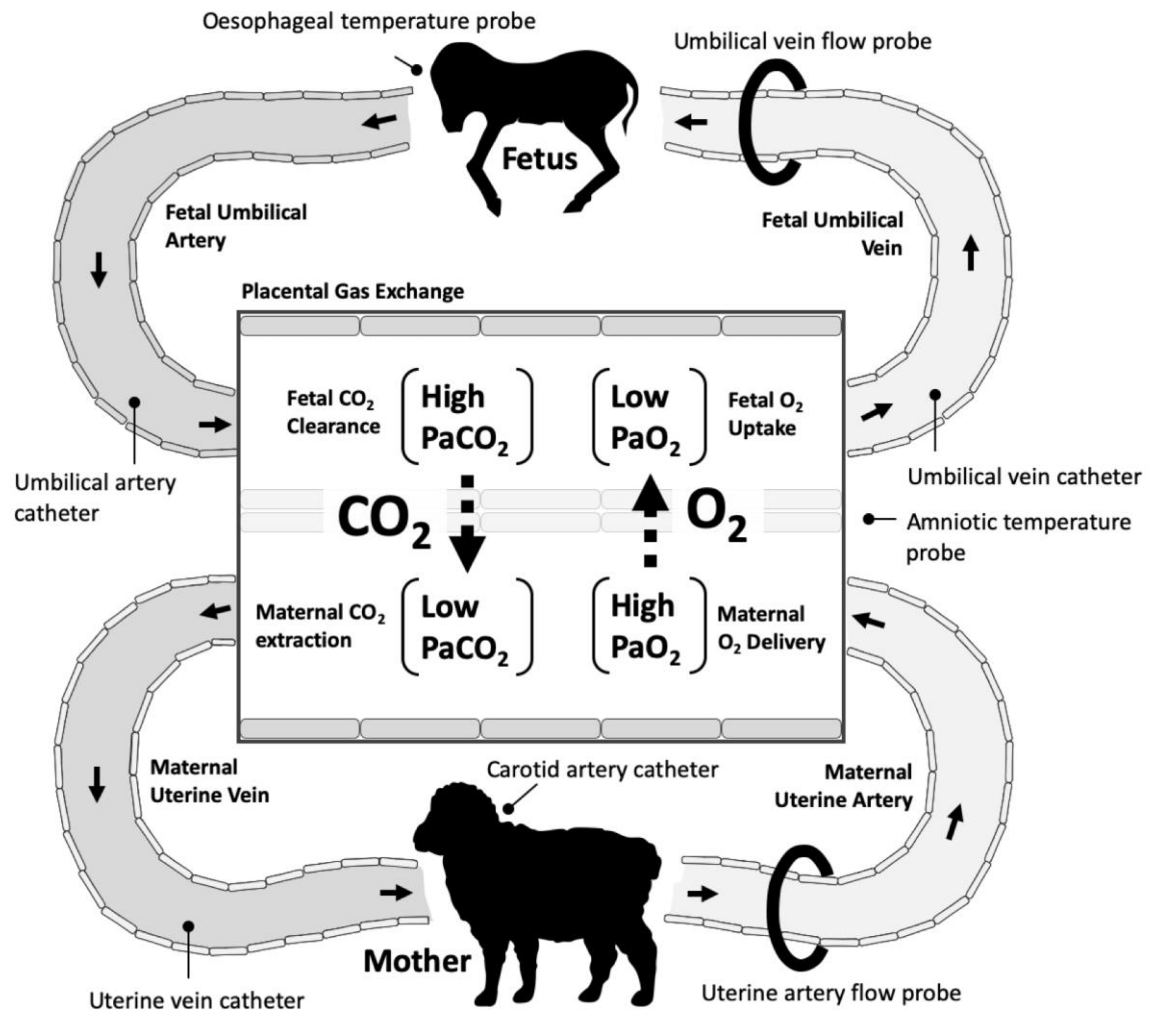 Oesophageal temperature probe
Umbilical vein flow probe
Fetus
Fetal Umbilical
Artery
Fetal Umbilical
Vein
Placental Gas Exchange
Fetal CO₂
Clearance
High
PaCO₂
Low
PaO₂
Fetal O₂
Uptake
Umbilical artery
catheter
Umbilical vein catheter
CO₂
O₂
Amniotic temperature
probe
Maternal CO₂
extraction
Low
PaCO₂
High
PaO₂
Maternal
O₂ Delivery
Maternal
Uterine Vein
Carotid artery catheter
Maternal
Uterine Artery
Mother
Uterine vein catheter
Uterine artery flow probe